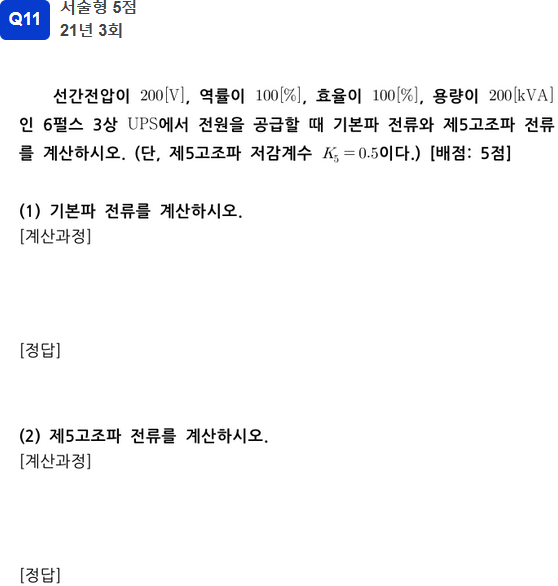 Q11 서술형 5점
21년 3회
선간전압이 200[V], 역률이 100[%], 효율이 100[%], 용량이 200[kVA]
인 6펄스 3상 UPS에서 전원을 공급할 때 기본파 전류와 제5고조파 전류
를 계산하시오. (단, 제5고조파 저감계수 K₅ = 0.5이다.) [배점: 5점]
(1) 기본파 전류를 계산하시오.
[계산과정]
[정답]
(2) 제5고조파 전류를 계산하시오.
[계산과정]
[정답]